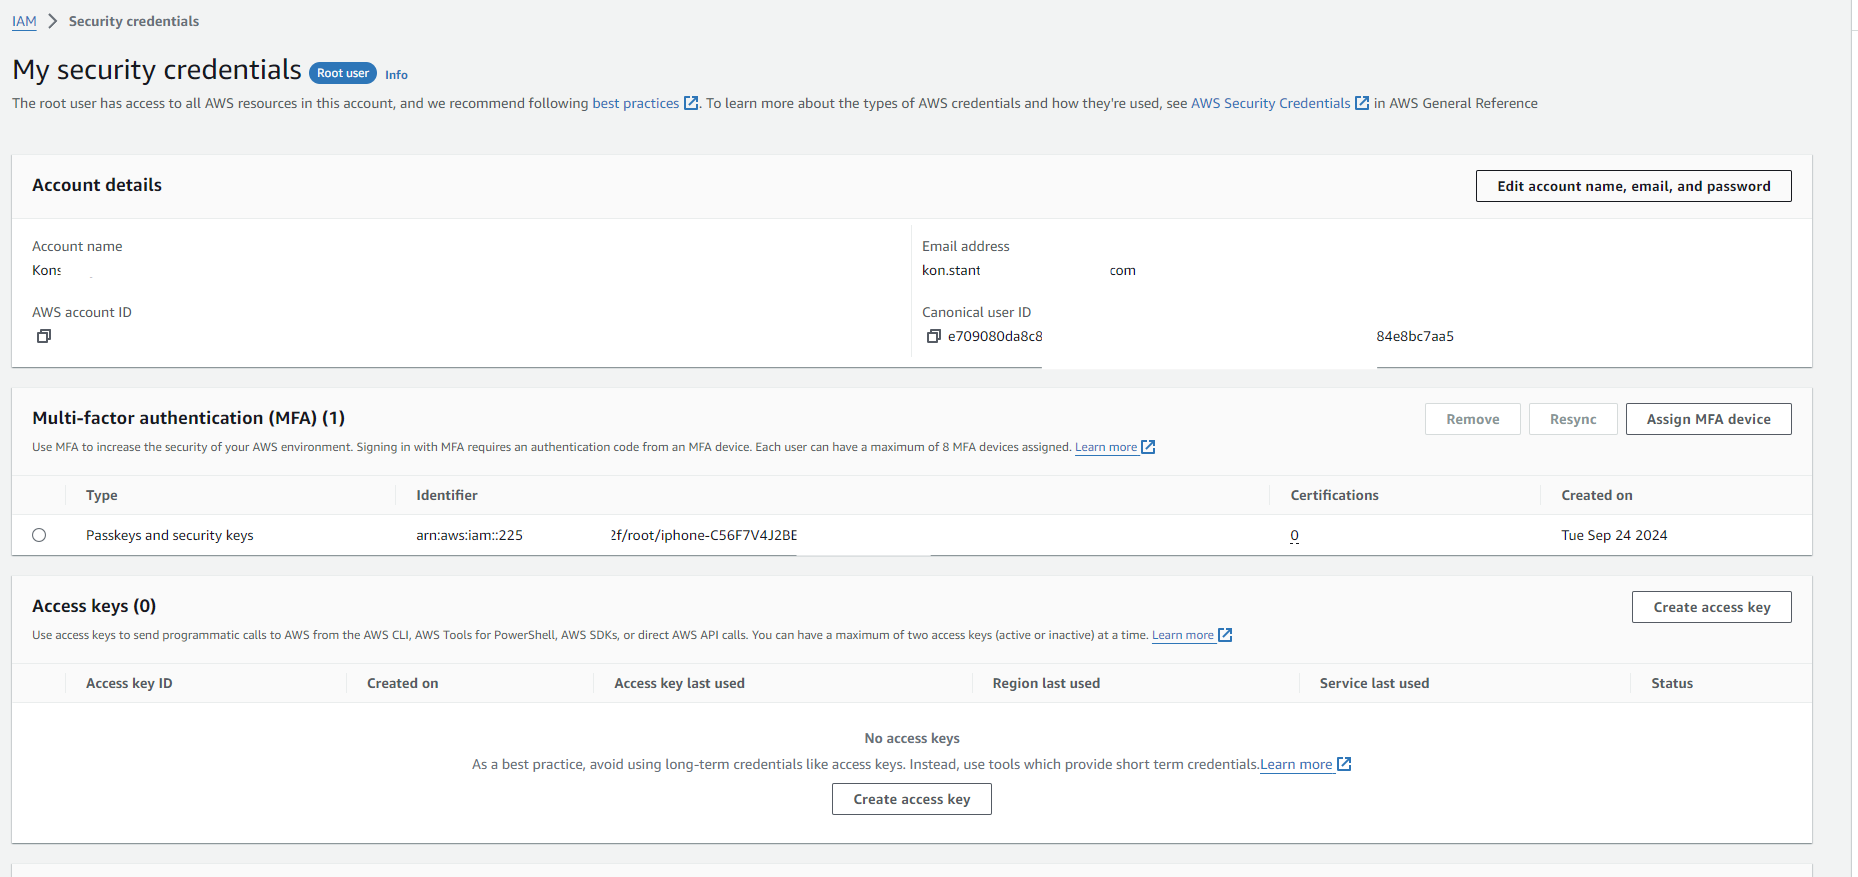 IAM > Security credentials
My security credentials Root user Info
The root user has access to all AWS resources in this account, and we recommend following best practices. To learn more about the types of AWS credentials and how they're used, see AWS Security Credentials in AWS General Reference
Account details
Edit account name, email, and password
Account name
Kons
Email address
kon.stant com
AWS account ID
Canonical user ID
e709080da8c8 84e8bc7aa5
Multi-factor authentication (MFA) (1)
Remove Resync Assign MFA device
Use MFA to increase the security of your AWS environment. Signing in with MFA requires an authentication code from an MFA device. Each user can have a maximum of 8 MFA devices assigned. Learn more
Type Identifier Certifications Created on
Passkeys and security keys arn:aws:iam::225 2f/root/iphone-C56F7V4J2BE 0 Tue Sep 24 2024
Access keys (0)
Create access key
Use access keys to send programmatic calls to AWS from the AWS CLI, AWS Tools for PowerShell, AWS SDKs, or direct AWS API calls. You can have a maximum of two access keys (active or inactive) at a time. Learn more
Access key ID Created on Access key last used Region last used Service last used Status
No access keys
As a best practice, avoid using long-term credentials like access keys. Instead, use tools which provide short term credentials. Learn more
Create access key